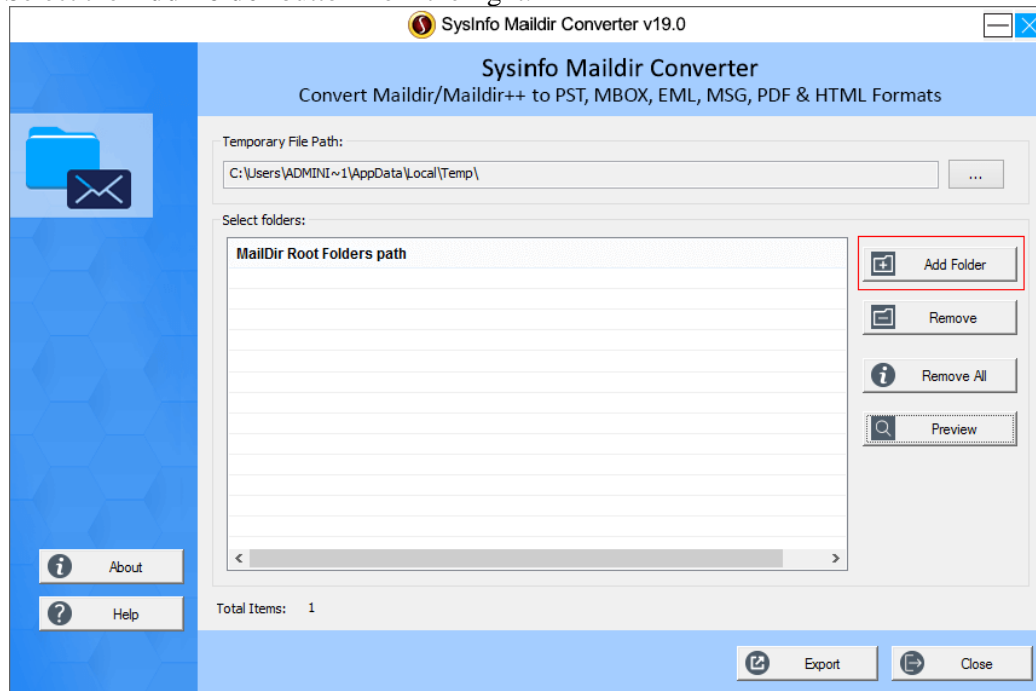 SysInfo Maildir Converter v19.0
Sysinfo Maildir Converter
Convert Maildir/Maildir++ to PST, MBOX, EML, MSG, PDF & HTML Formats
Temporary File Path:
C:\Users\ADMINI~1\AppData\Local\Temp\
...
Select folders:
MailDir Root Folders path
Add Folder
Remove
Remove All
Preview
About
Help
Total Items: 1
Export
Close